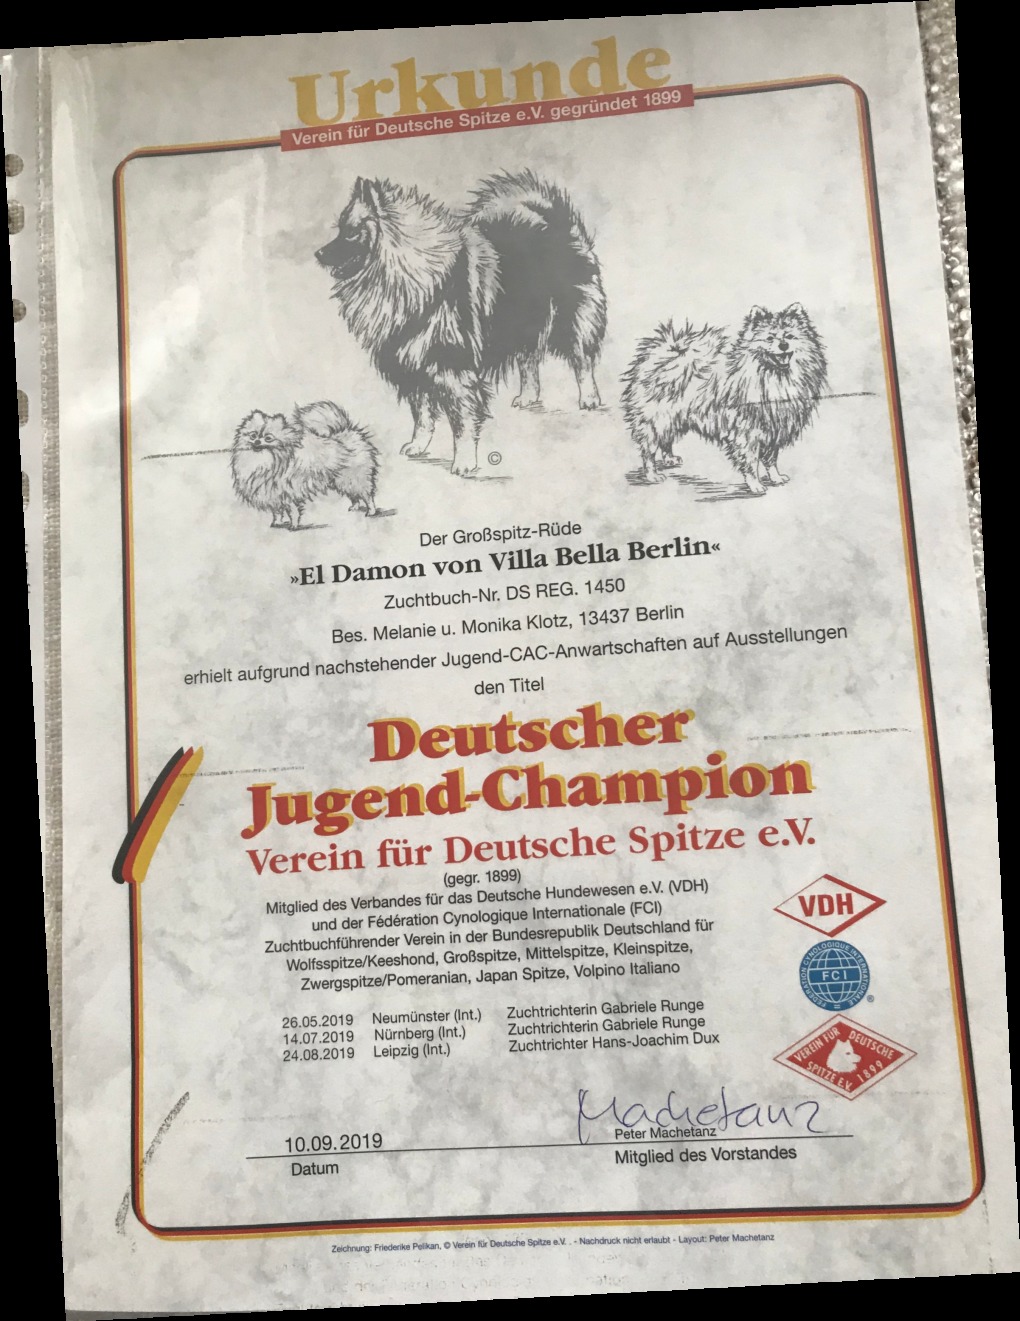 Urkunde
Verein für Deutsche Spitze e.V. gegründet 1899
©
Der Großspitz-Rüde
»El Damon von Villa Bella Berlin«
Zuchtbuch-Nr. DS REG. 1450
Bes. Melanie u. Monika Klotz, 13437 Berlin
erhielt aufgrund nachstehender Jugend-CAC-Anwartschaften auf Ausstellungen
den Titel
Deutscher
Jugend-Champion
Verein für Deutsche Spitze e.V.
(gegr. 1899)
Mitglied des Verbandes für das Deutsche Hundewesen e.V. (VDH)
und der Fédération Cynologique Internationale (FCI)
Zuchtbuchführender Verein in der Bundesrepublik Deutschland für
Wolfsspitze/Keeshond, Großspitze, Mittelspitze, Kleinspitze,
Zwergspitze/Pomeranian, Japan Spitze, Volpino Italiano
VDH
FEDERATION CYNOLOGIQUE INTERNATIONALE
FCI
®
26.05.2019 Neumünster (Int.) Zuchtrichterin Gabriele Runge
14.07.2019 Nürnberg (Int.) Zuchtrichterin Gabriele Runge
24.08.2019 Leipzig (Int.) Zuchtrichter Hans-Joachim Dux
VEREIN FÜR DEUTSCHE
SPITZE E.V. 1899
Machetanz
10.09.2019 Peter Machetanz
Datum Mitglied des Vorstandes
Zeichnung: Friederike Pelikan, © Verein für Deutsche Spitze e.V. . - Nachdruck nicht erlaubt - Layout: Peter Machetanz